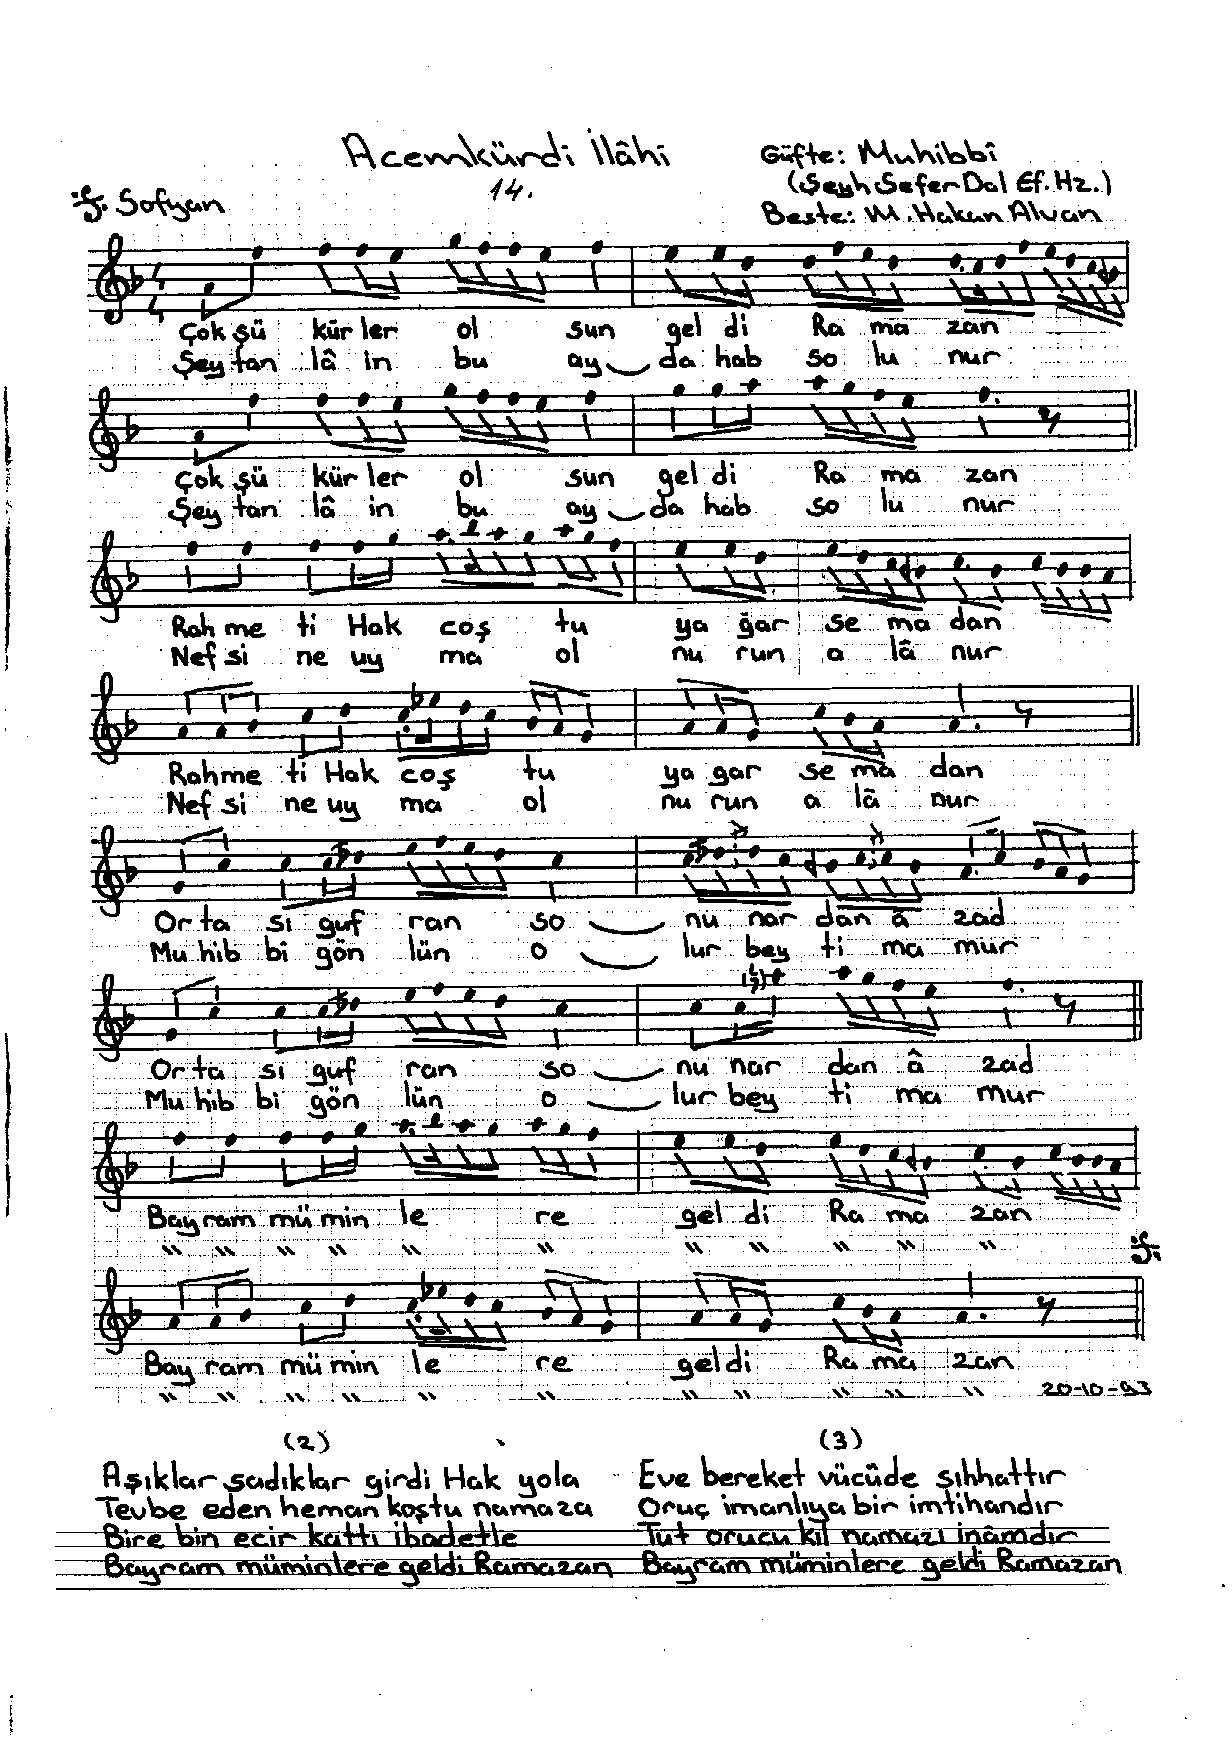 Acemkürdi İlâhi
14.
Güfte: Muhibbî
(Şeyh Sefer Dal Ef. Hz.)
Beste: M. Hakan Alvan
Sofyan
Çok şü kür ler ol sun gel di Ra ma zan
Şey tan lâ in bu ay da hab so lu nur
Çok şü kür ler ol sun gel di Ra ma zan
Şey tan lâ in bu ay da hab so lu nur
Rah me ti Hak coş tu ya ğar se ma dan
Nef si ne uy ma ol nu run a lâ nur
Rahme ti Hak coş tu ya gar se ma dan
Nef si ne uy ma ol nu run a lâ nur
Or ta si guf ran so nu nar dan â zad
Mu hib bi gön lün o lur bey ti ma mur
Or ta si guf ran so nu nar dan â zad
Mu hib bi gön lün o lur bey ti ma mur
Bay ram mü min le re gel di Ra ma zan
" " " " " " " " " " "
Bay ram mü min le re gel di Ra ma zan
" " " " " " " " " " "
20-10-93
(2)
Aşıklar sadıklar girdi Hak yola
Tevbe eden heman koştu namaza
Bire bin ecir kattı ibadetle
Bayram müminlere geldi Ramazan
(3)
Eve bereket vücûde sıhhattır
Oruç imanlıya bir imtihandır
Tut orucu kıl namazı inâmdır
Bayram müminlere geldi Ramazan